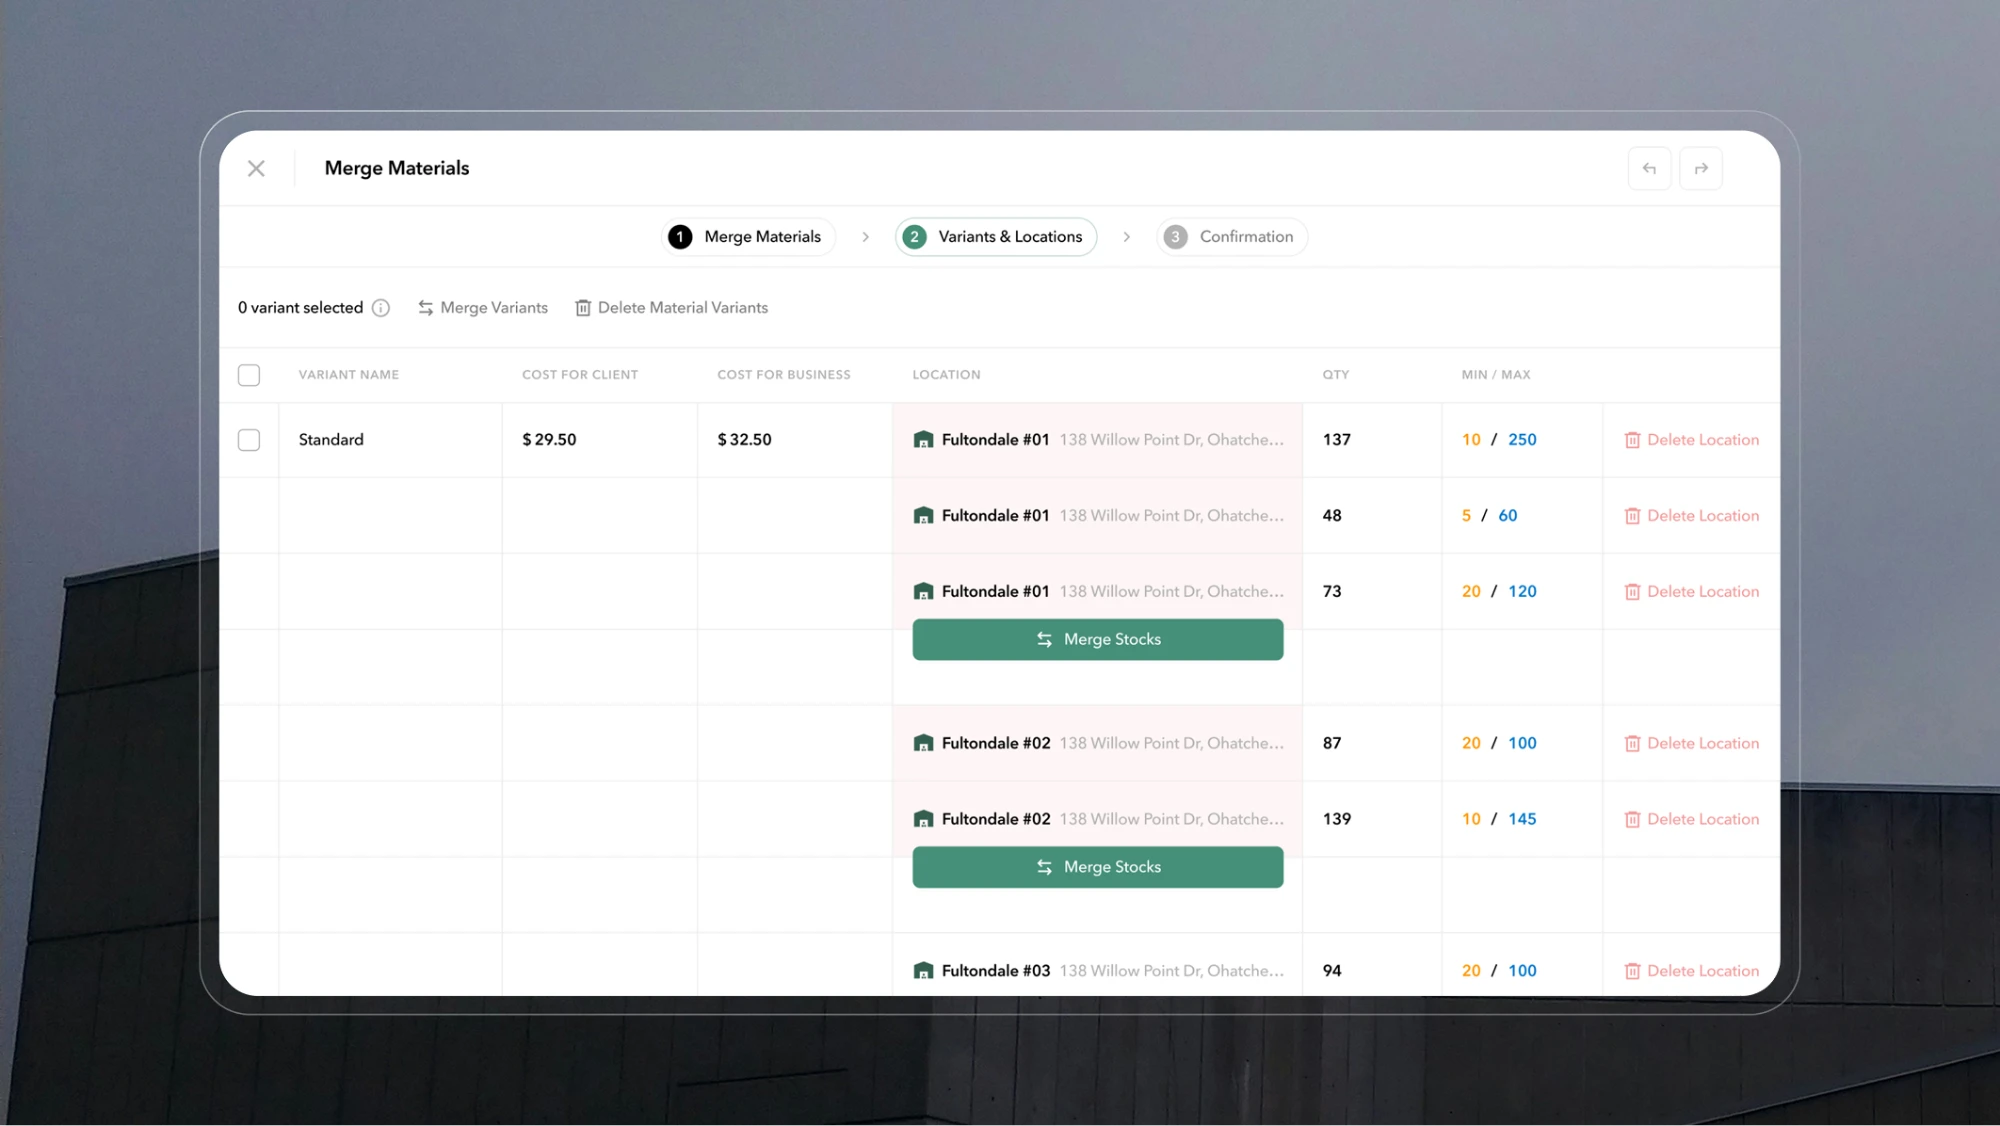 Merge Materials
1 Merge Materials > 2 Variants & Locations > 3 Confirmation
0 variant selected Merge Variants Delete Material Variants
VARIANT NAME COST FOR CLIENT COST FOR BUSINESS LOCATION QTY MIN / MAX
Standard $ 29.50 $ 32.50 Fultondale #01 138 Willow Point Dr, Ohatche... 137 10 / 250 Delete Location
Fultondale #01 138 Willow Point Dr, Ohatche... 48 5 / 60 Delete Location
Fultondale #01 138 Willow Point Dr, Ohatche... 73 20 / 120 Delete Location
Merge Stocks
Fultondale #02 138 Willow Point Dr, Ohatche... 87 20 / 100 Delete Location
Fultondale #02 138 Willow Point Dr, Ohatche... 139 10 / 145 Delete Location
Merge Stocks
Fultondale #03 138 Willow Point Dr, Ohatche... 94 20 / 100 Delete Location